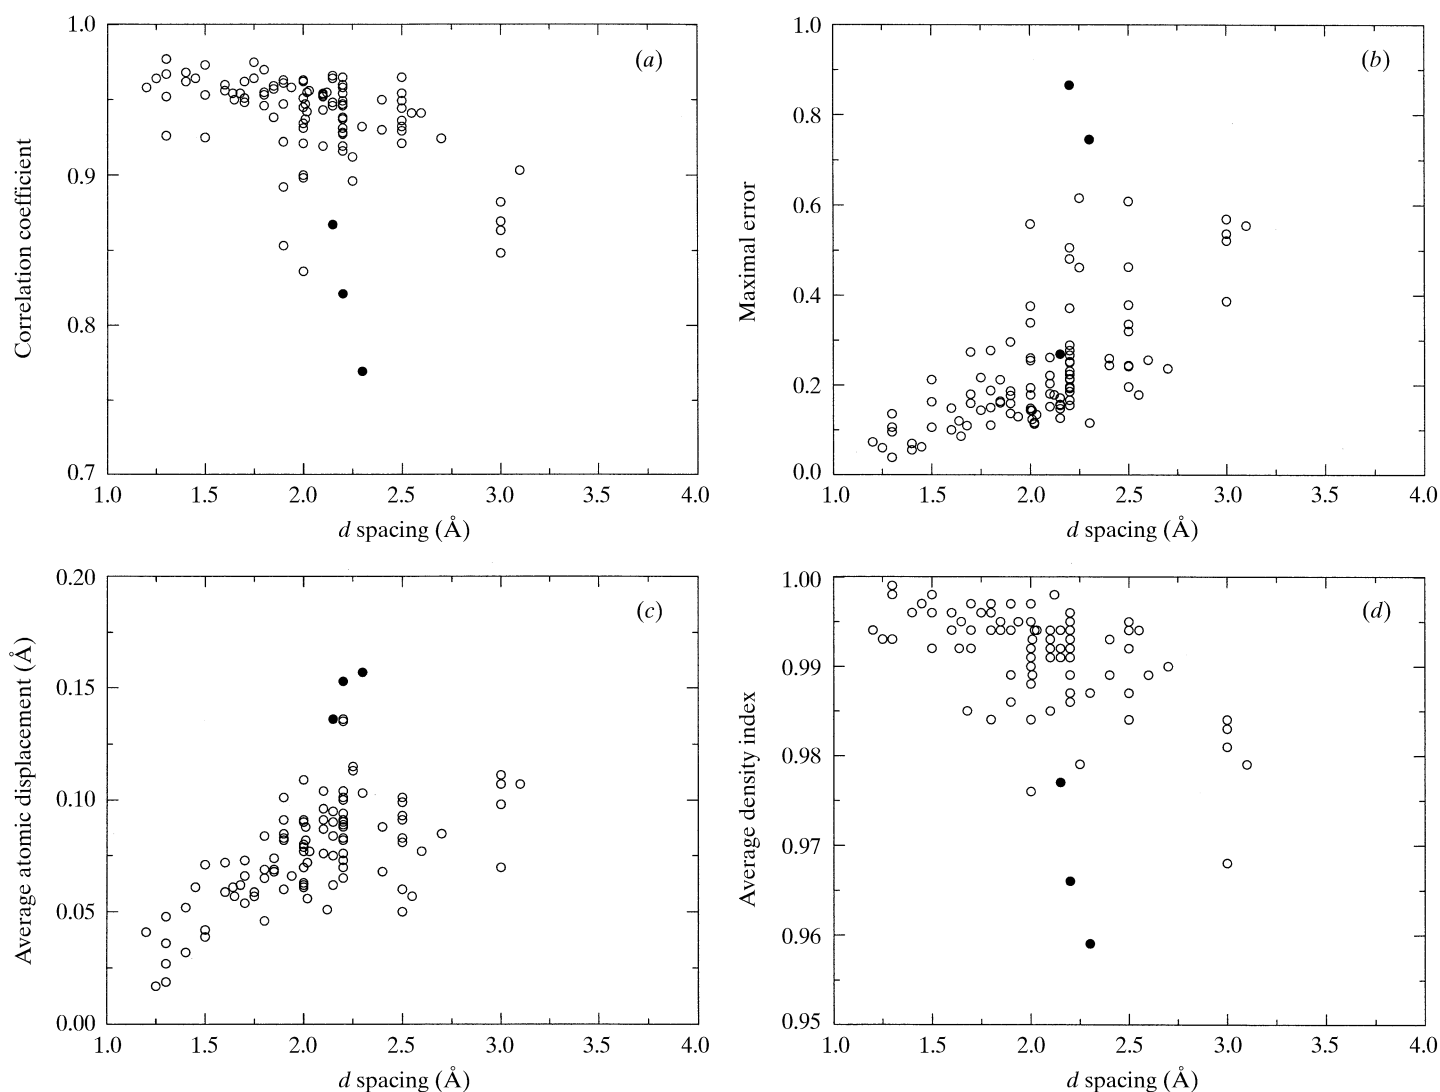 (a)
Correlation coefficient
1.0
0.9
0.8
0.7
1.0 1.5 2.0 2.5 3.0 3.5 4.0
d spacing (Å)
(b)
Maximal error
1.0
0.8
0.6
0.4
0.2
0.0
1.0 1.5 2.0 2.5 3.0 3.5 4.0
d spacing (Å)
(c)
Average atomic displacement (Å)
0.20
0.15
0.10
0.05
0.00
1.0 1.5 2.0 2.5 3.0 3.5 4.0
d spacing (Å)
(d)
Average density index
1.00
0.99
0.98
0.97
0.96
0.95
1.0 1.5 2.0 2.5 3.0 3.5 4.0
d spacing (Å)